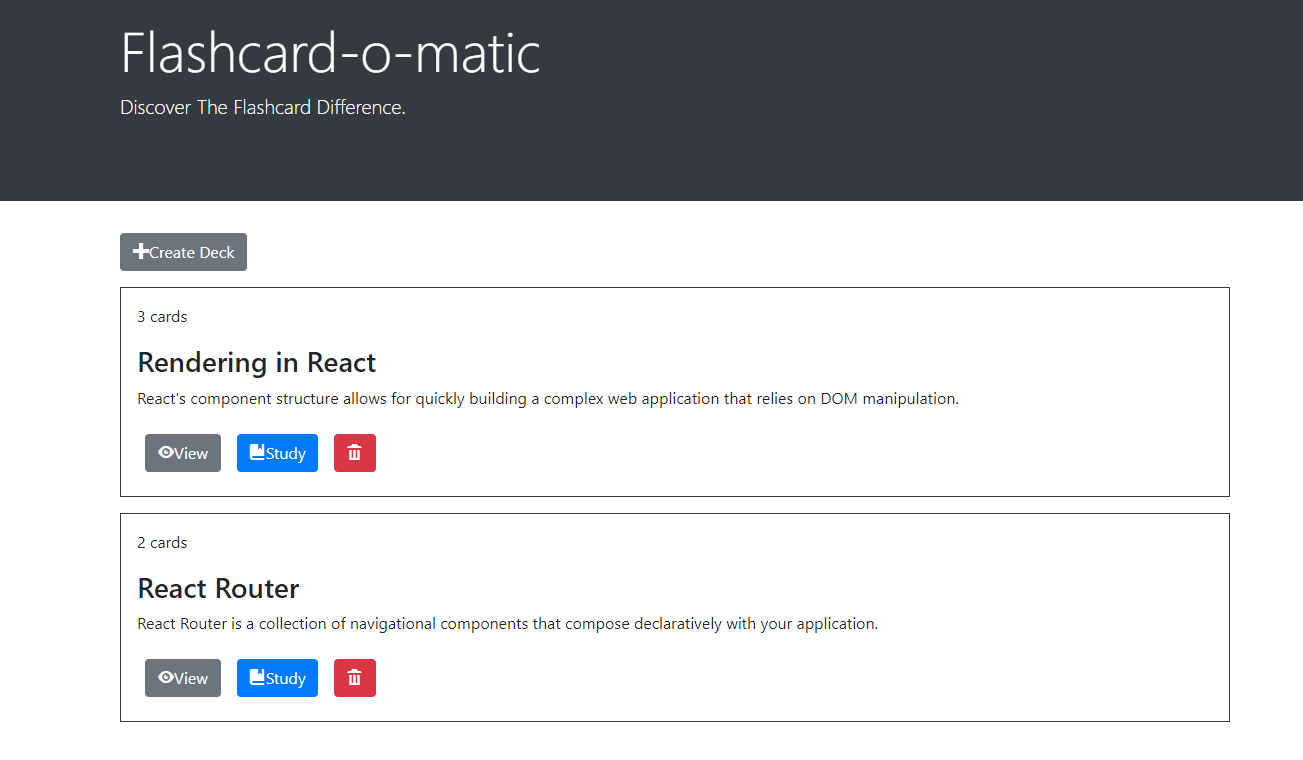 Flashcard-o-matic
Discover The Flashcard Difference.
Create Deck
3 cards
Rendering in React
React's component structure allows for quickly building a complex web application that relies on DOM manipulation.
View Study
2 cards
React Router
React Router is a collection of navigational components that compose declaratively with your application.
View Study